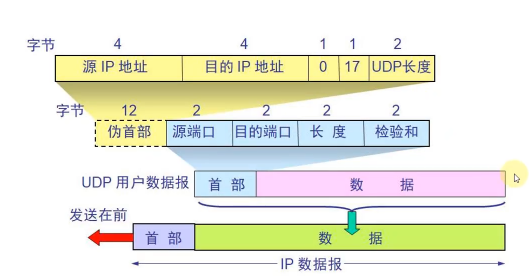 字节 4 4 1 1 2
源 IP 地址 目的 IP 地址 0 17 UDP长度
字节 12 2 2 2 2
伪首部 源端口 目的端口 长 度 检验和
UDP 用户数据报 首 部 数 据
发送在前
首 部 数 据
IP 数据报